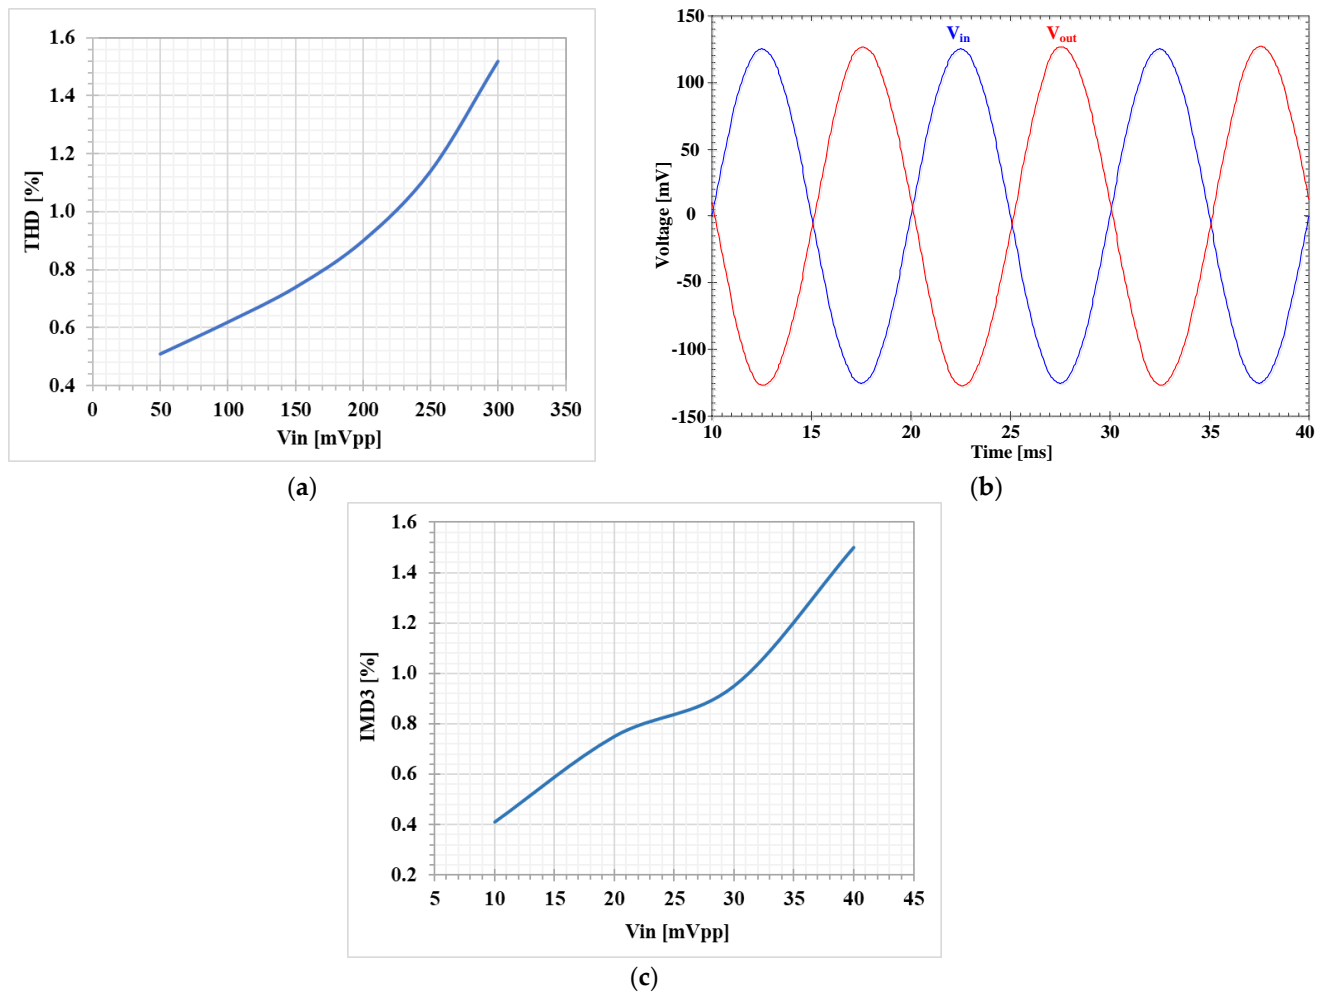 1.6
1.4
1.2
1.0
0.8
0.6
0.4
THD [%]
0 50 100 150 200 250 300 350
Vin [mVpp]
(a)
150
100
50
0
-50
-100
-150
Voltage [mV]
Vin Vout
10 15 20 25 30 35 40
Time [ms]
(b)
1.6
1.4
1.2
1.0
0.8
0.6
0.4
0.2
IMD3 [%]
5 10 15 20 25 30 35 40 45
Vin [mVpp]
(c)